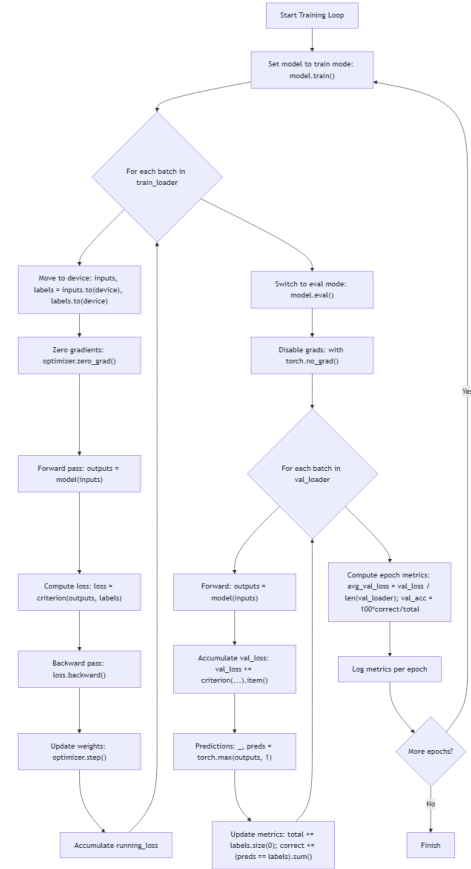 Start Training Loop
Set model to train mode:
model.train()
For each batch in
train_loader
Move to device: inputs,
labels = inputs.to(device),
labels.to(device)
Zero gradients:
optimizer.zero_grad()
Forward pass: outputs =
model(inputs)
Compute loss: loss =
criterion(outputs, labels)
Backward pass:
loss.backward()
Update weights:
optimizer.step()
Accumulate running_loss
Switch to eval mode:
model.eval()
Disable grads: with
torch.no_grad()
For each batch in
val_loader
Forward: outputs =
model(inputs)
Accumulate val_loss:
val_loss +=
criterion(...).item()
Predictions: _, preds =
torch.max(outputs, 1)
Update metrics: total +=
labels.size(0); correct +=
(preds == labels).sum()
Compute epoch metrics:
avg_val_loss = val_loss /
len(val_loader); val_acc =
100*correct/total
Log metrics per epoch
More epochs?
Yes
No
Finish